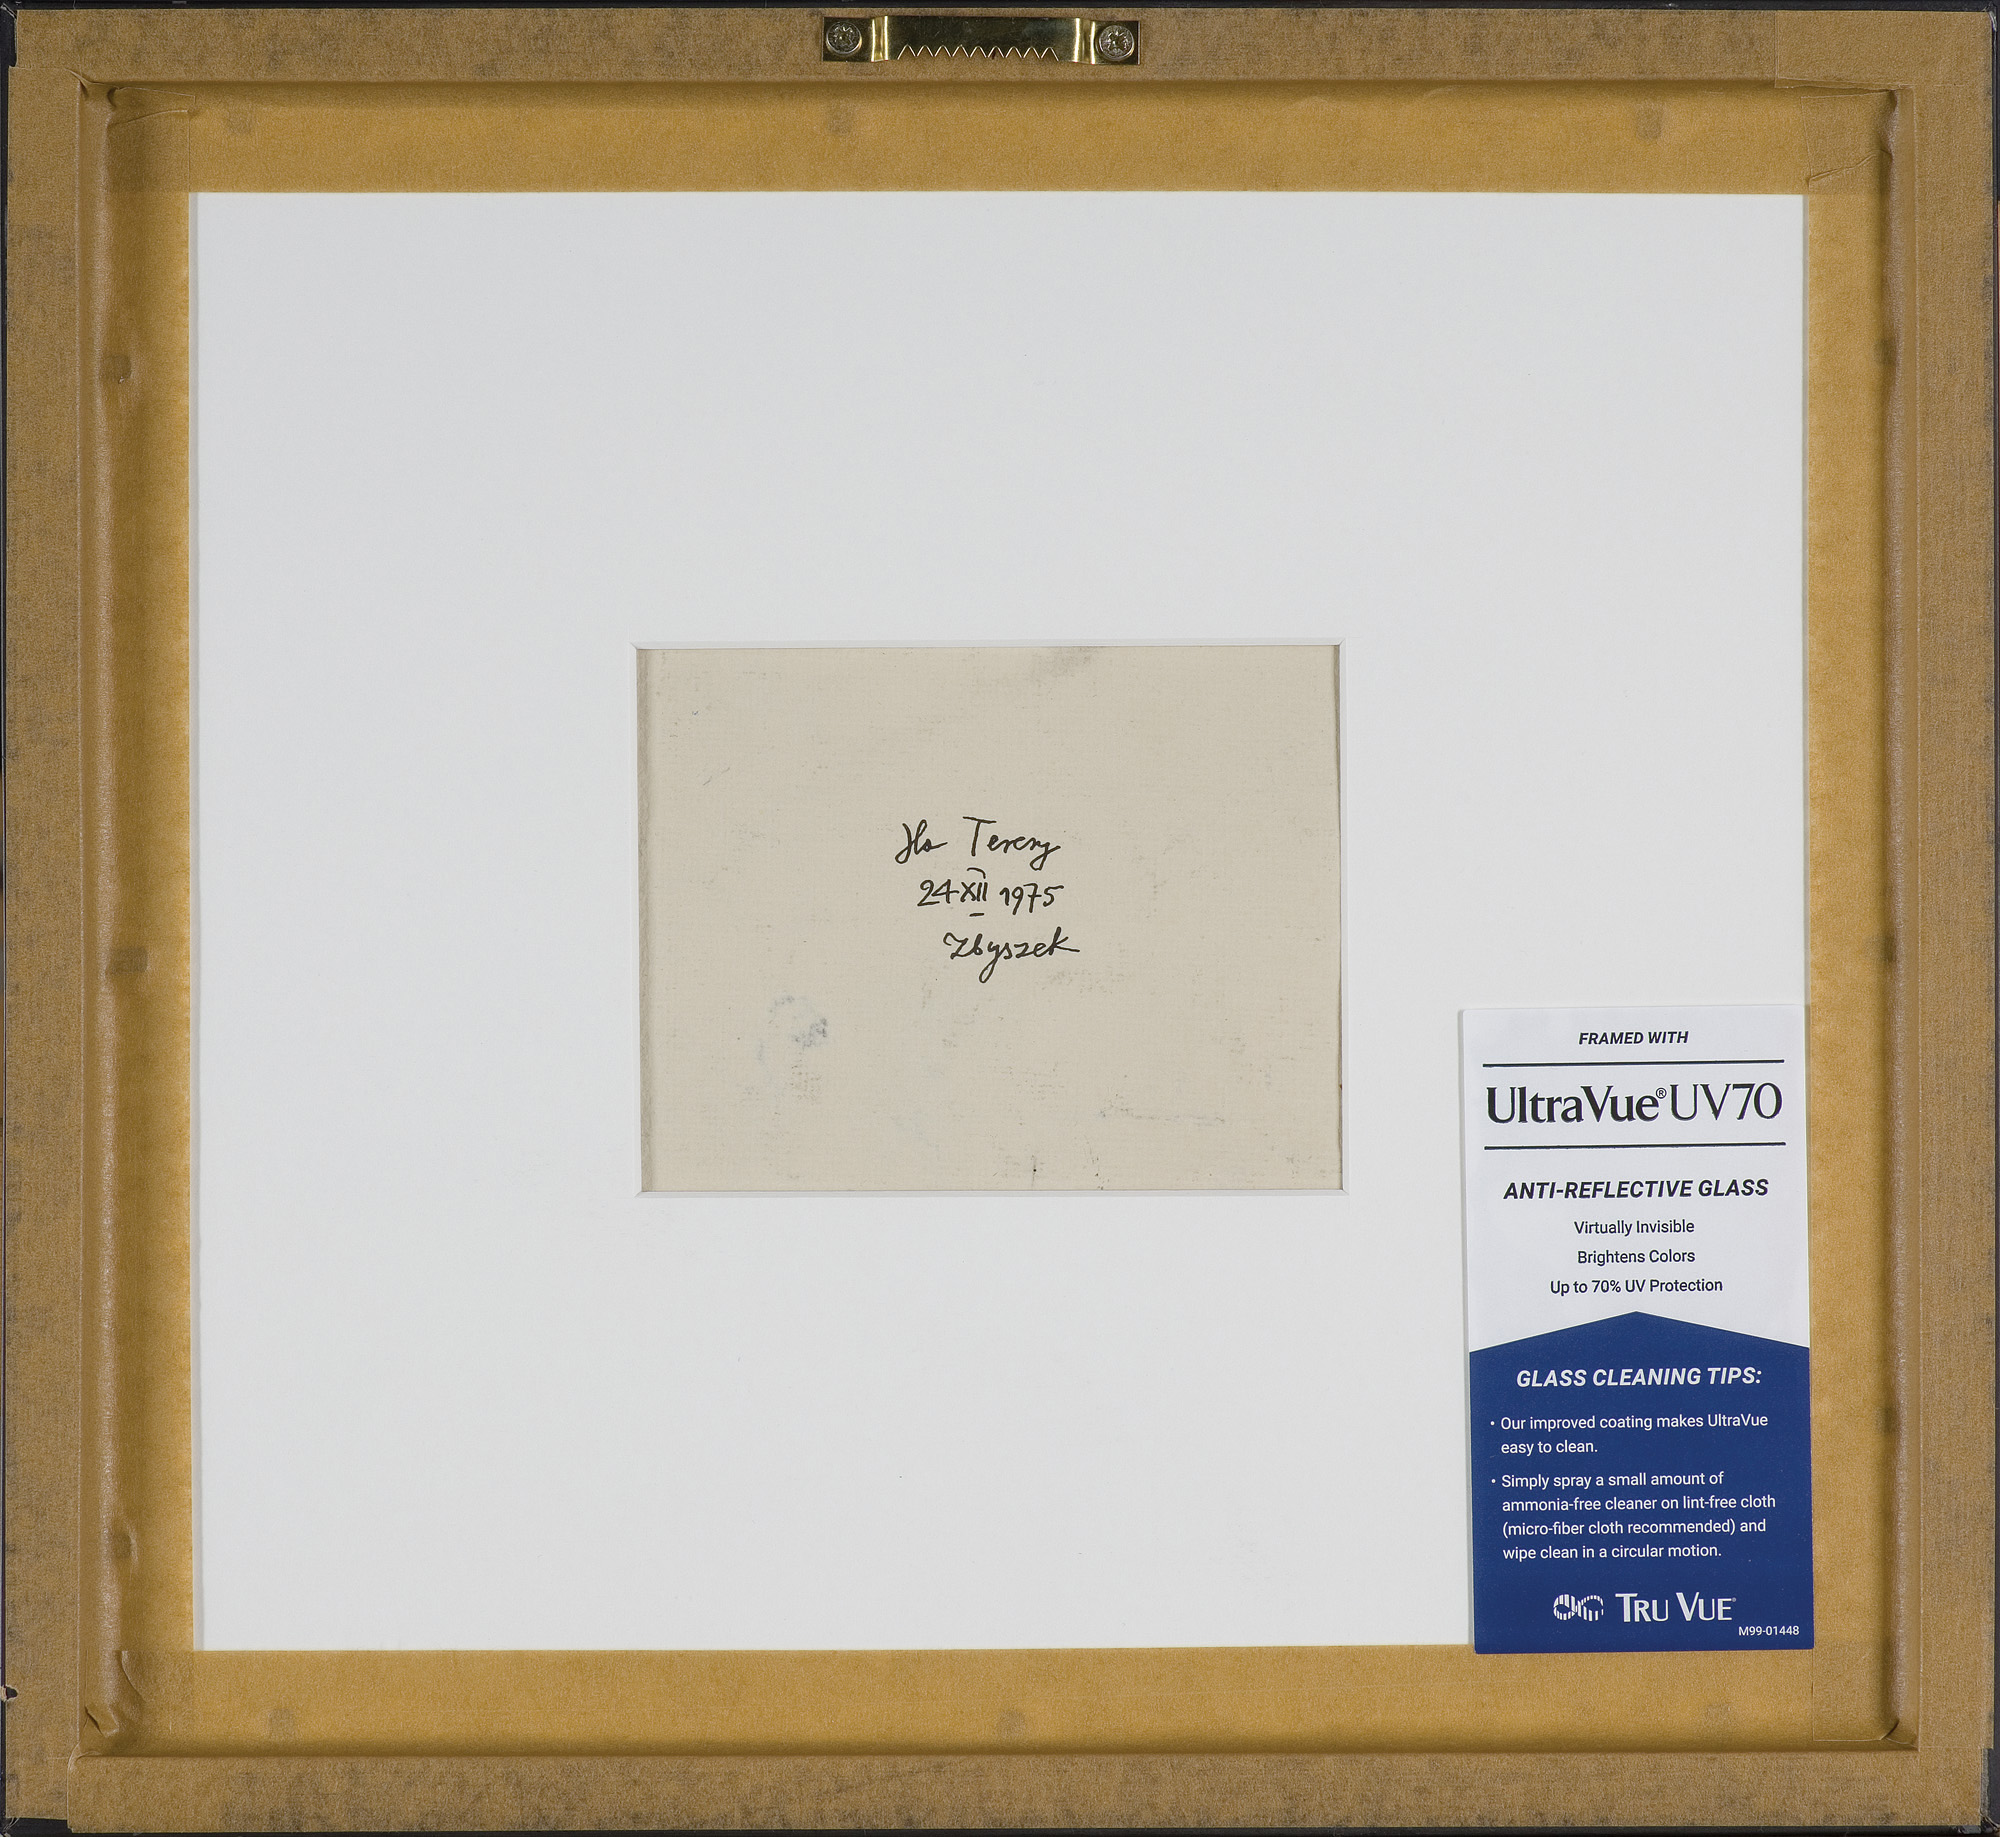 Dla Tereny
24 XII 1975
Zbyszek
FRAMED WITH
UltraVue® UV70
ANTI-REFLECTIVE GLASS
Virtually Invisible
Brightens Colors
Up to 70% UV Protection
GLASS CLEANING TIPS:
• Our improved coating makes UltraVue
easy to clean.
• Simply spray a small amount of
ammonia-free cleaner on lint-free cloth
(micro-fiber cloth recommended) and
wipe clean in a circular motion.
TRU VUE
M99-01448